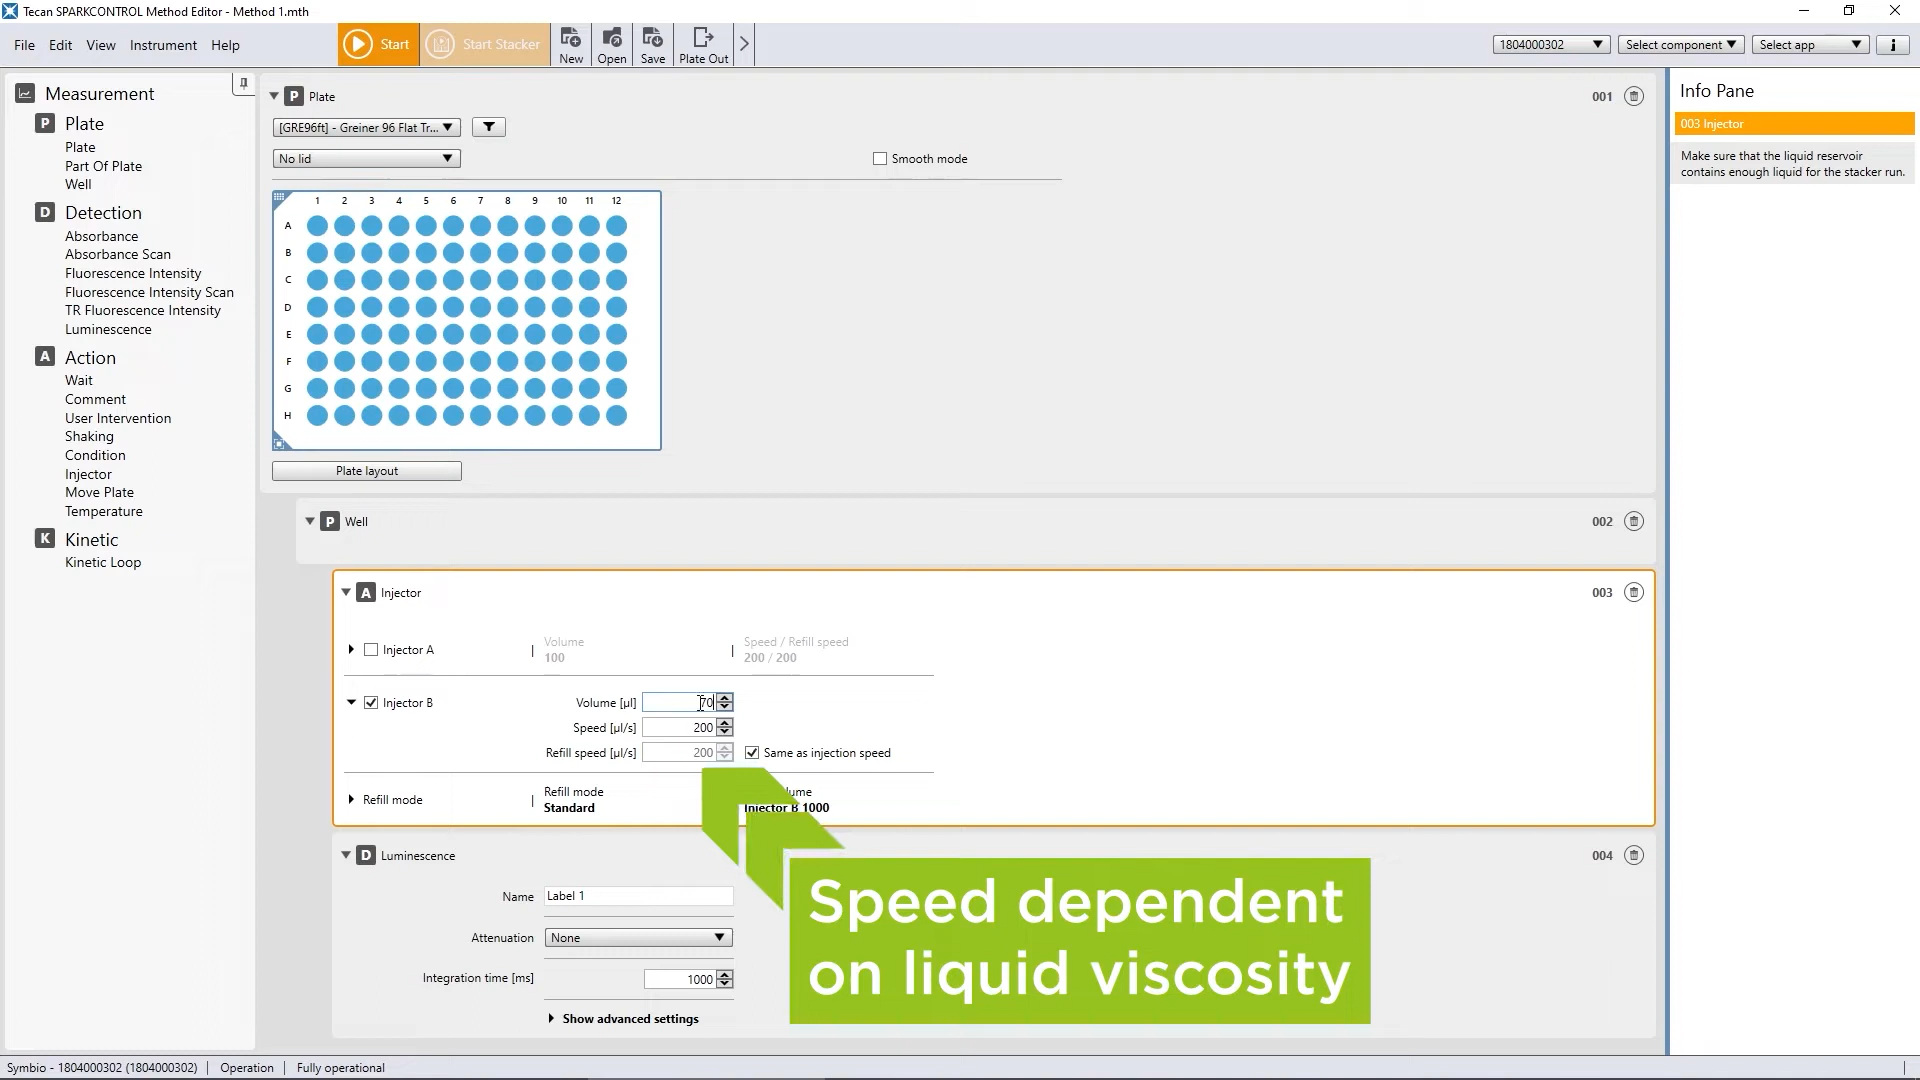 Tecan SPARKCONTROL Method Editor - Method 1.mth
File Edit View Instrument Help
Start
Start Stacker
New
Open
Save
Plate Out
1804000302
Select component
Select app
i
Measurement
P Plate
Plate
Part Of Plate
Well
D Detection
Absorbance
Absorbance Scan
Fluorescence Intensity
Fluorescence Intensity Scan
TR Fluorescence Intensity
Luminescence
A Action
Wait
Comment
User Intervention
Shaking
Condition
Injector
Move Plate
Temperature
K Kinetic
Kinetic Loop
P Plate 001
[GRE96ft] - Greiner 96 Flat Tr...
No lid
Smooth mode
1 2 3 4 5 6 7 8 9 10 11 12
A
B
C
D
E
F
G
H
Plate layout
P Well 002
A Injector 003
Injector A
Volume
100
Speed / Refill speed
200 / 200
Injector B
Volume [µl] 70
Speed [µl/s] 200
Refill speed [µl/s] 200 Same as injection speed
Refill mode
Refill mode
Standard
Injector B 1000
D Luminescence 004
Name Label 1
Attenuation None
Integration time [ms] 1000
Show advanced settings
Speed dependent
on liquid viscosity
Info Pane
003 Injector
Make sure that the liquid reservoir
contains enough liquid for the stacker run.
Symbio - 1804000302 (1804000302) Operation Fully operational